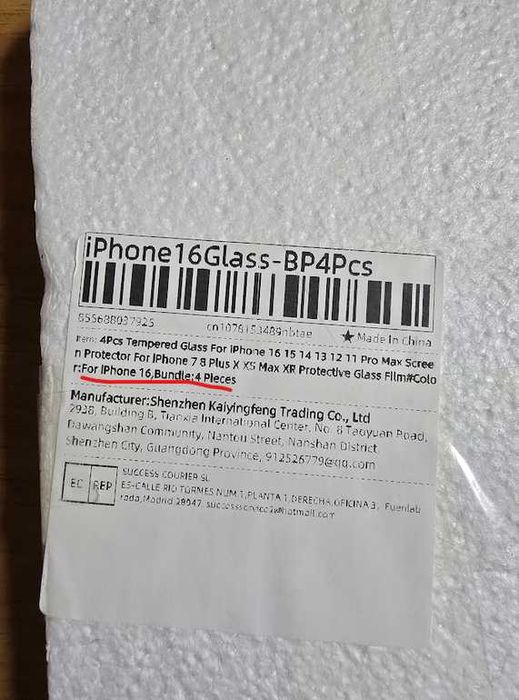 iPhone16Glass-BP4Pcs
Made In China
Item: 4Pcs Tempered Glass For iPhone 16 15 14 13 12 11 Pro Max Scree
n Protector For iPhone 7 8 Plus X XS Max XR Protective Glass Film#Colo
r:For iPhone 16,Bundle:4 Pieces
Manufacturer:Shenzhen Kaiyingfeng Trading Co., Ltd
2928, Building B, Tianxia International Center, No. 8 Taoyuan Road,
Dawangshan Community, Nantou Street, Nanshan District
Shenzhen City, Guangdong Province, 912526779@qq.com
EC REP
SUCCESS COURIER SL
ES-CALLE RIO TORMES NUM 1,PLANTA 1,DERECHA,OFICINA 3, Fuenlab
rada,Madrid 28947